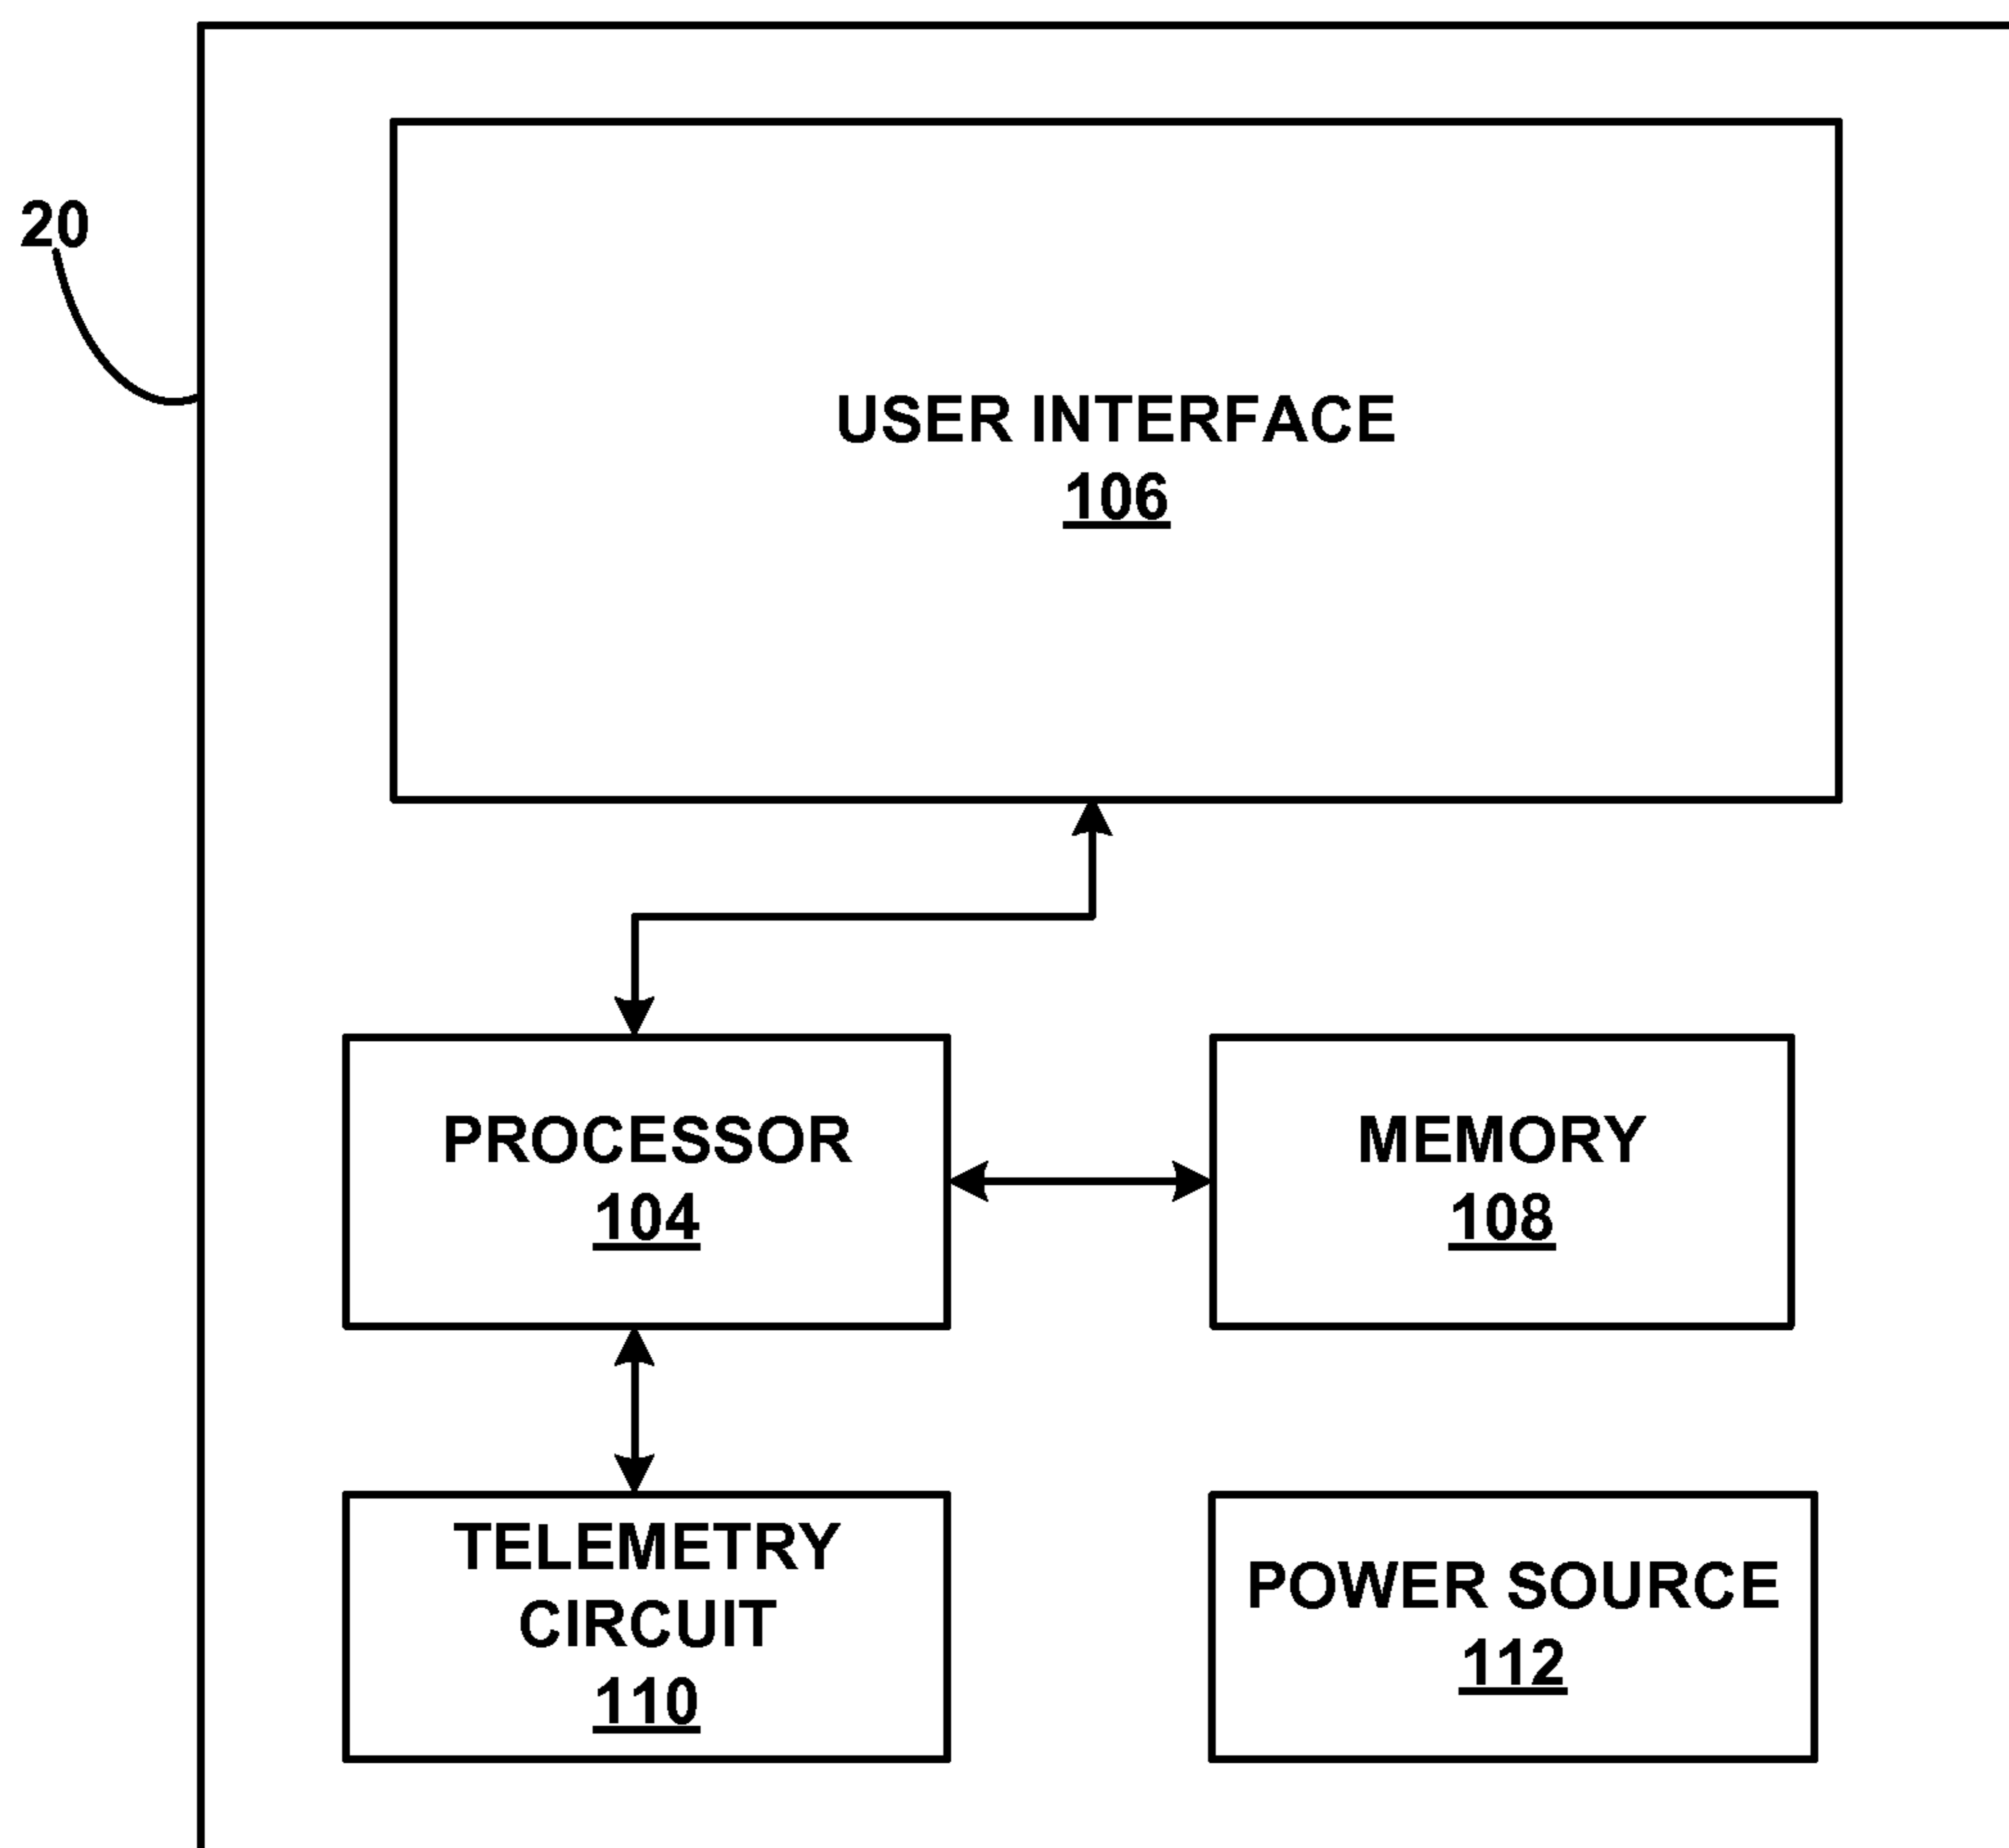 20
USER INTERFACE
106
PROCESSOR
104
MEMORY
108
TELEMETRY
CIRCUIT
110
POWER SOURCE
112